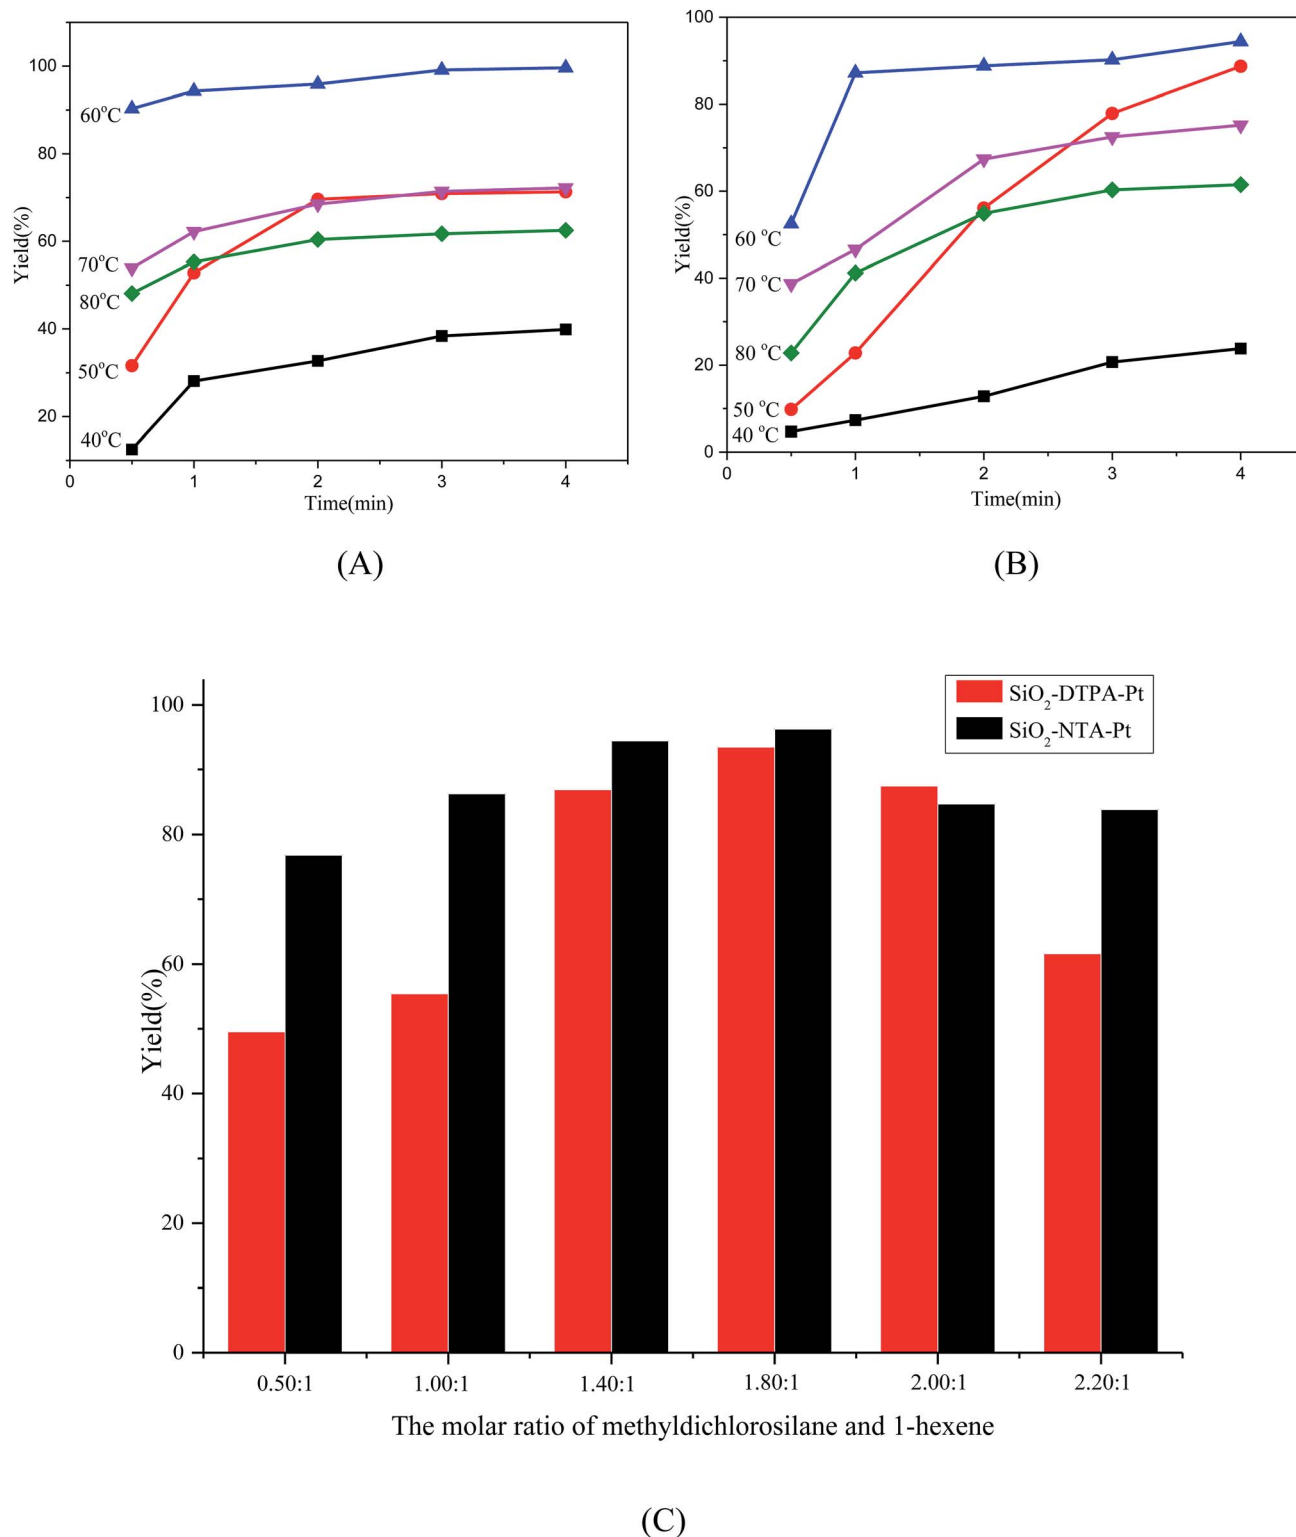 100
80
60
40
20
0 1 2 3 4
Yield(%)
Time(min)
60°C
70°C
80°C
50°C
40°C
(A)
100
80
60
40
20
0
0 1 2 3 4
Yield(%)
Time(min)
60 °C
70 °C
80 °C
50 °C
40 °C
(B)
SiO₂-DTPA-Pt
SiO₂-NTA-Pt
100
80
60
40
20
0
Yield(%)
0.50:1 1.00:1 1.40:1 1.80:1 2.00:1 2.20:1
The molar ratio of methyldichlorosilane and 1-hexene
(C)